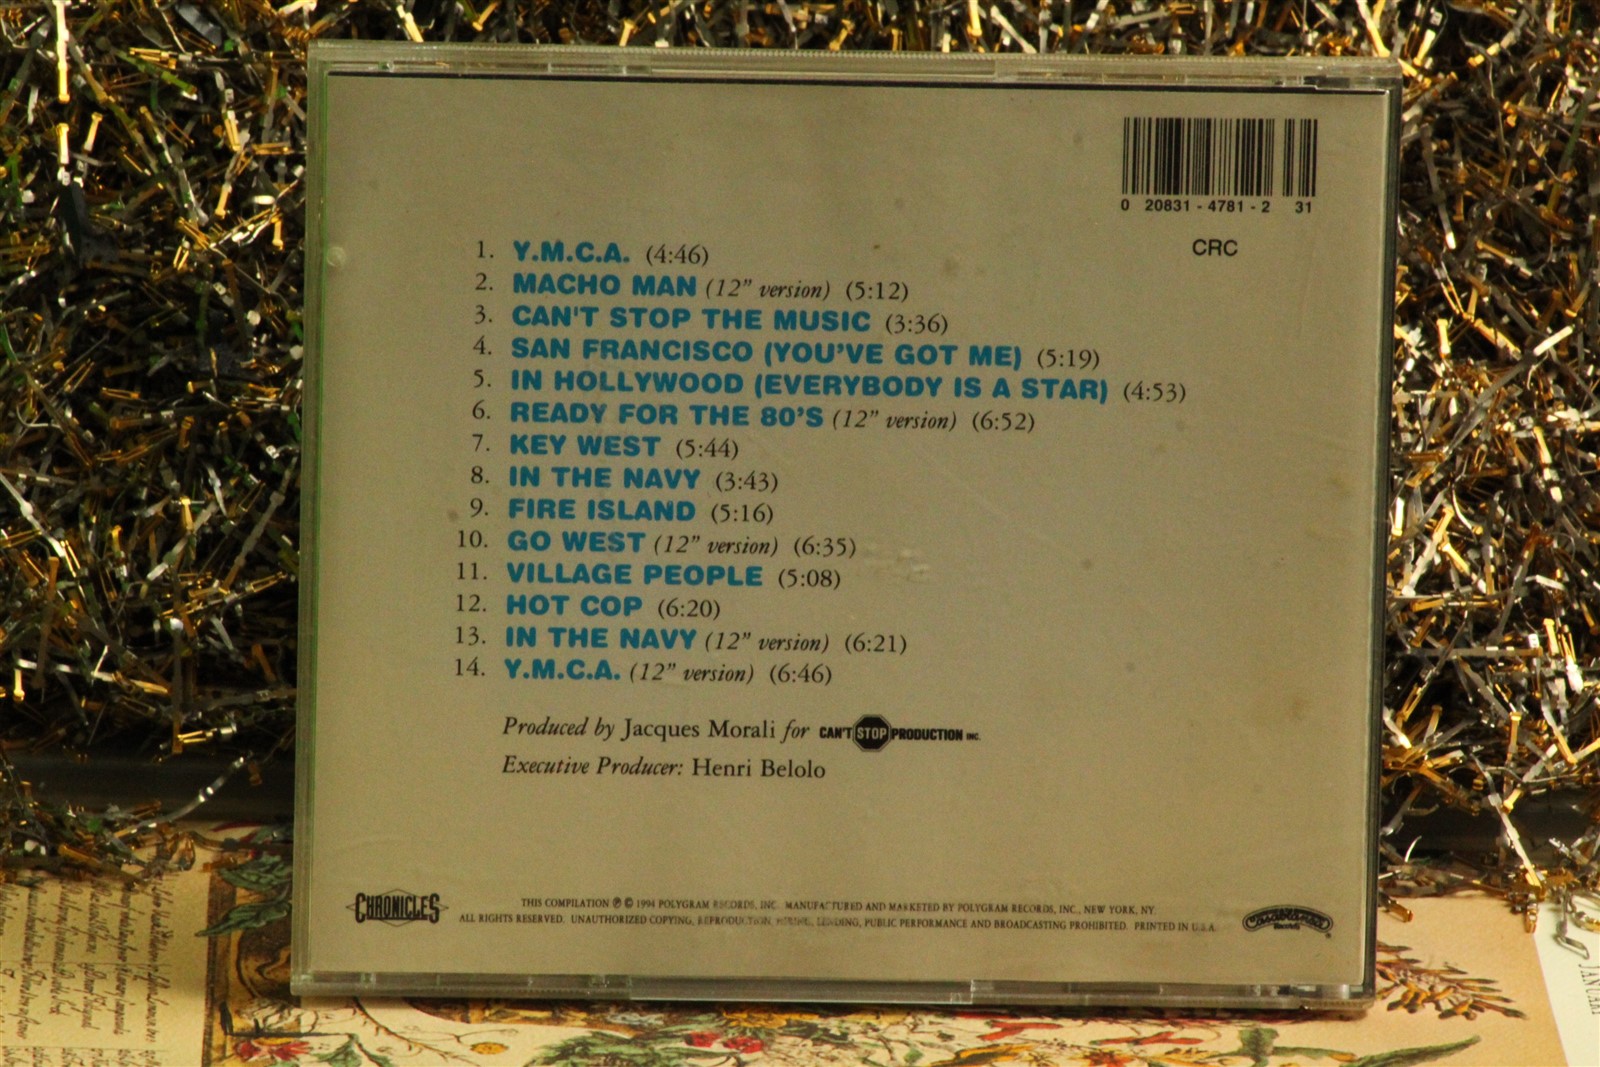 0 20831 - 4781 - 2 31
CRC
1. Y.M.C.A. (4:46)
2. MACHO MAN (12” version) (5:12)
3. CAN'T STOP THE MUSIC (3:36)
4. SAN FRANCISCO (YOU’VE GOT ME) (5:19)
5. IN HOLLYWOOD (EVERYBODY IS A STAR) (4:53)
6. READY FOR THE 80’S (12” version) (6:52)
7. KEY WEST (5:44)
8. IN THE NAVY (3:43)
9. FIRE ISLAND (5:16)
10. GO WEST (12” version) (6:35)
11. VILLAGE PEOPLE (5:08)
12. HOT COP (6:20)
13. IN THE NAVY (12” version) (6:21)
14. Y.M.C.A. (12” version) (6:46)
Produced by Jacques Morali for CAN'T STOP PRODUCTION INC.
Executive Producer: Henri Belolo
CHRONICLES
THIS COMPILATION ℗ © 1994 POLYGRAM RECORDS, INC. MANUFACTURED AND MARKETED BY POLYGRAM RECORDS, INC., NEW YORK, NY.
ALL RIGHTS RESERVED. UNAUTHORIZED COPYING, REPRODUCTION, LENDING, PUBLIC PERFORMANCE AND BROADCASTING PROHIBITED. PRINTED IN U.S.A.
Casablanca
Records
JANUARY